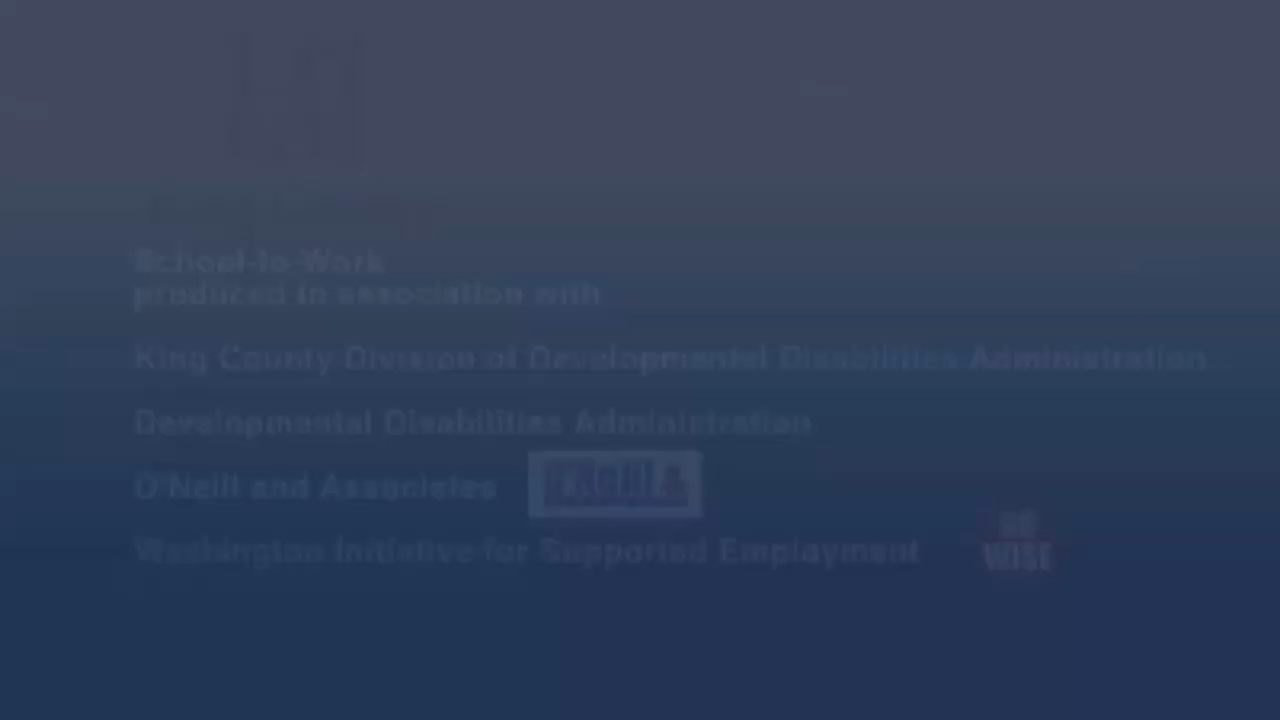 School-to-Work
produced in association with
King County Division of Developmental Disabilities Administration
Developmental Disabilities Administration
O'Neill and Associates
Washington Initiative for Supported Employment
WISE